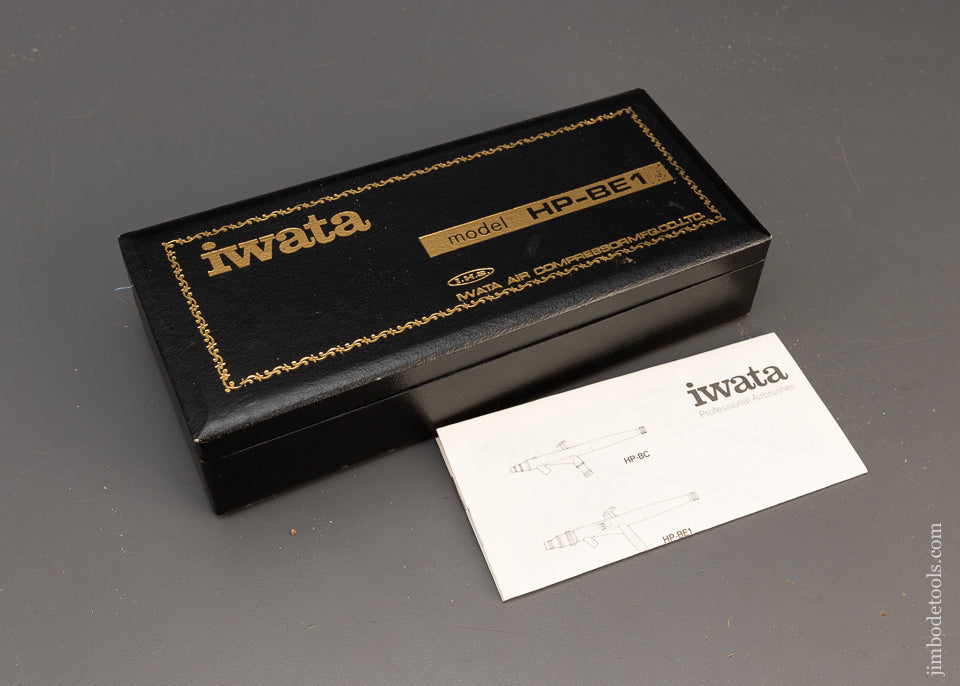 iwata
model HP-BE1
I.H.S.
IWATA AIR COMPRESSOR MFG.CO.LTD.
iwata
Professional Airbrushes
HP-BC
HP-BE1
jimbodetools.com